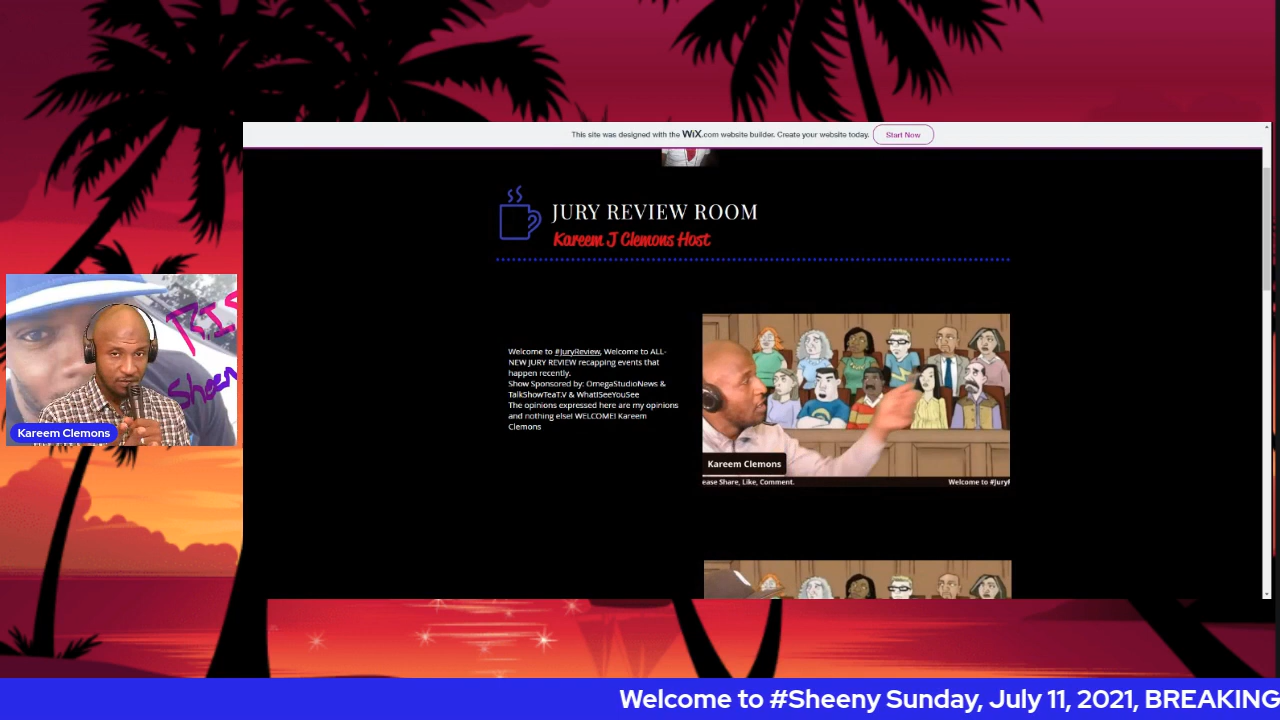 This site was designed with the WiX.com website builder. Create your website today.
Start Now
JURY REVIEW ROOM
Kareem J Clemons Host
Welcome to #JuryReview, Welcome to ALL-
NEW JURY REVIEW recapping events that
happen recently.
Show Sponsored by: OmegaStudioNews &
TalkShowTeaT.V & WhatISeeYouSee
The opinions expressed here are my opinions
and nothing else! WELCOME! Kareem
Clemons
Kareem Clemons
ease Share, Like, Comment.
Welcome to #Jury
RIS
Sheen
Kareem Clemons
Welcome to #Sheeny Sunday, July 11, 2021, BREAKING